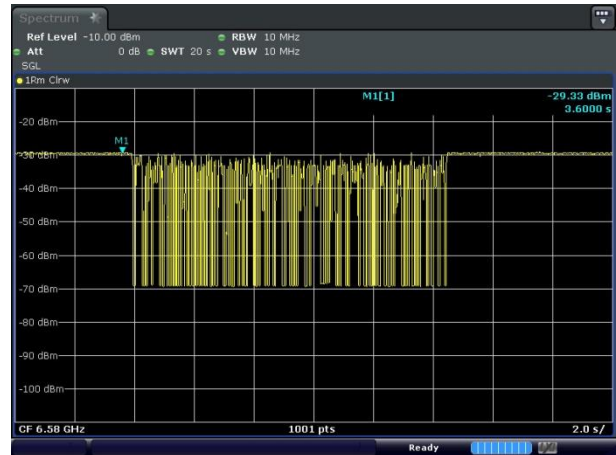 Spectrum
Ref Level -10.00 dBm RBW 10 MHz
Att 0 dB SWT 20 s VBW 10 MHz
SGL
1Rm Clrw
M1[1] -29.33 dBm
3.6000 s
-20 dBm
M1
-30 dBm
-40 dBm
-50 dBm
-60 dBm
-70 dBm
-80 dBm
-90 dBm
-100 dBm
CF 6.58 GHz 1001 pts 2.0 s/
Ready